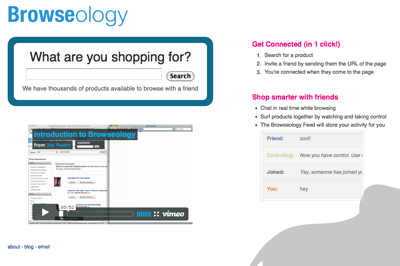 Browseology
What are you shopping for?
Search
We have thousands of products available to browse with a friend
Get Connected (in 1 click!)
1. Search for a product
2. Invite a friend by sending them the URL of the page
3. You're connected when they come to the page
Shop smarter with friends
• Chat in real time while browsing
• Surf products together by watching and taking control
• The Browseology Feed will store your activity for you
Friend: cool!
Controlling: Now you have control. Use i
Joined: Yay, someone has joined yo
You: hey
Introduction to Browseology
from
00:52
vimeo
about - blog - email